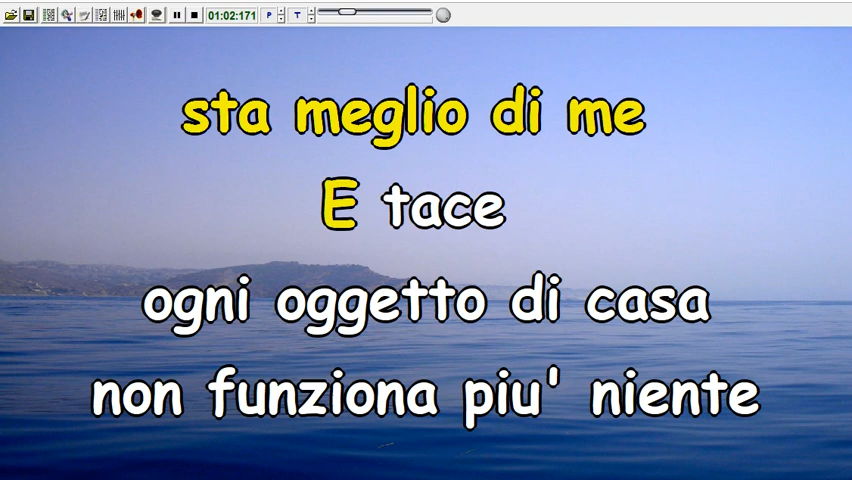 01:02:171 P T
sta meglio di me
E tace
ogni oggetto di casa
non funziona piu' niente